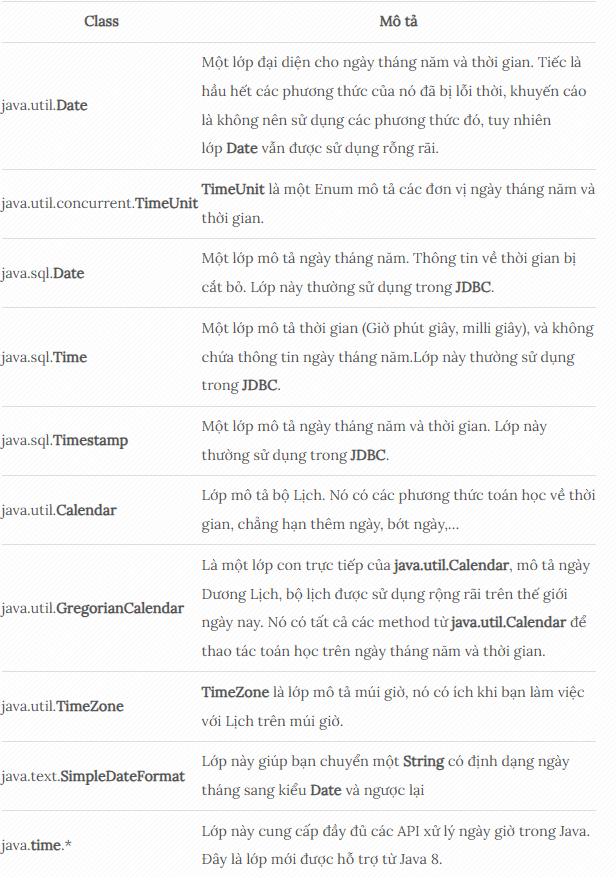 Class Mô tả
Một lớp đại diện cho ngày tháng năm và thời gian. Tiếc là
hầu hết các phương thức của nó đã bị lỗi thời, khuyến cáo
java.util.Date
là không nên sử dụng các phương thức đó, tuy nhiên
lớp Date vẫn được sử dụng rỗng rãi.
TimeUnit là một Enum mô tả các đơn vị ngày tháng năm và
java.util.concurrent.TimeUnit
thời gian.
Một lớp mô tả ngày tháng năm. Thông tin về thời gian bị
java.sql.Date
cắt bỏ. Lớp này thường sử dụng trong JDBC.
Một lớp mô tả thời gian (Giờ phút giây, milli giây), và không
java.sql.Time
chứa thông tin ngày tháng năm.Lớp này thường sử dụng
trong JDBC.
Một lớp mô tả ngày tháng năm và thời gian. Lớp này
java.sql.Timestamp
thường sử dụng trong JDBC.
Lớp mô tả bộ Lịch. Nó có các phương thức toán học về thời
java.util.Calendar
gian, chẳng hạn thêm ngày, bớt ngày,...
Là một lớp con trực tiếp của java.util.Calendar, mô tả ngày
Dương Lịch, bộ lịch được sử dụng rộng rãi trên thế giới
java.util.GregorianCalendar
ngày nay. Nó có tất cả các method từ java.util.Calendar để
thao tác toán học trên ngày tháng năm và thời gian.
TimeZone là lớp mô tả múi giờ, nó có ích khi bạn làm việc
java.util.TimeZone
với Lịch trên múi giờ.
Lớp này giúp bạn chuyển một String có định dạng ngày
java.text.SimpleDateFormat
tháng sang kiểu Date và ngược lại
Lớp này cung cấp đầy đủ các API xử lý ngày giờ trong Java.
java.time.*
Đây là lớp mới được hỗ trợ từ Java 8.